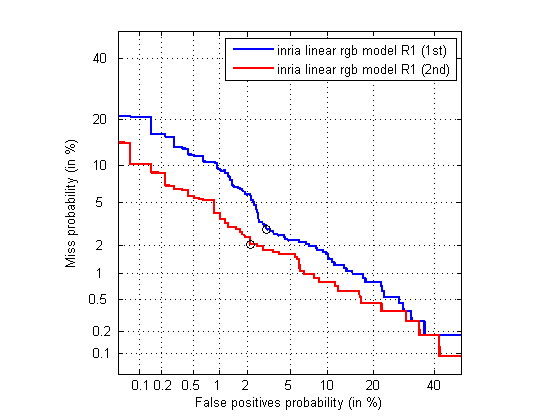 inria linear rgb model R1 (1st)
inria linear rgb model R1 (2nd)
Miss probability (in %)
40
20
10
5
2
1
0.5
0.2
0.1
0.1 0.2 0.5 1 2 5 10 20 40
False positives probability (in %)